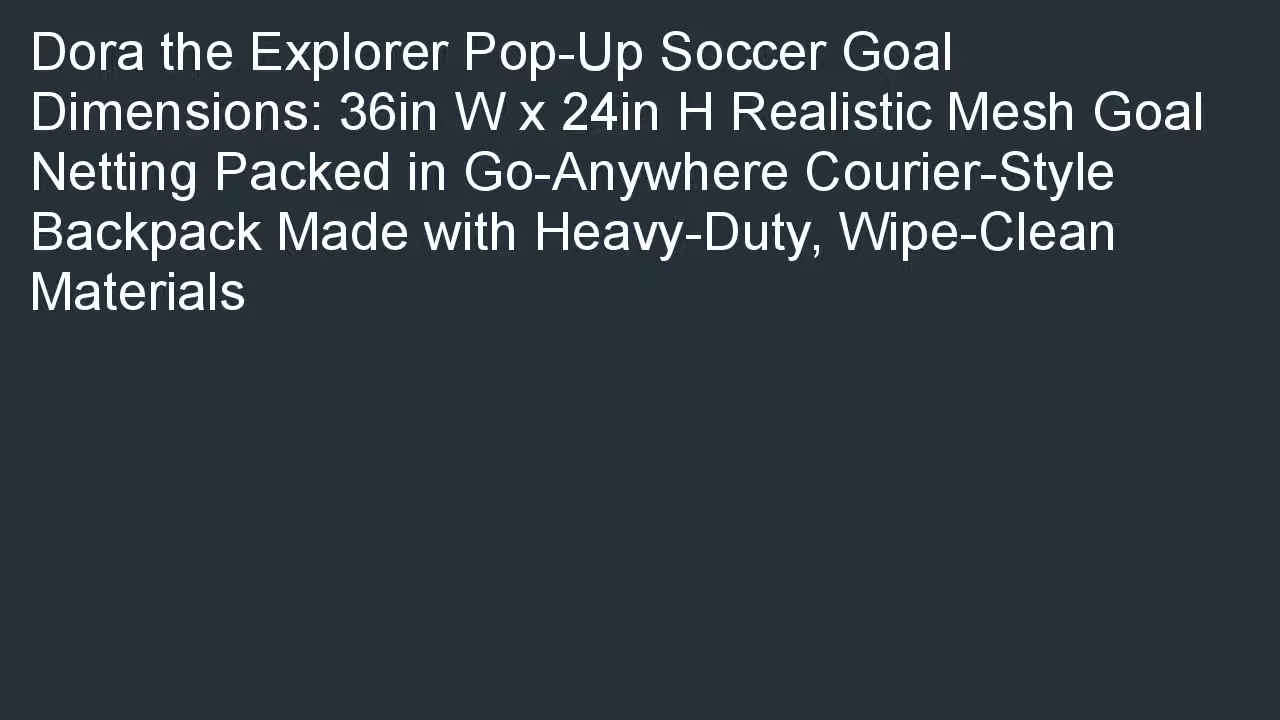 Dora the Explorer Pop-Up Soccer Goal
Dimensions: 36in W x 24in H Realistic Mesh Goal
Netting Packed in Go-Anywhere Courier-Style
Backpack Made with Heavy-Duty, Wipe-Clean
Materials